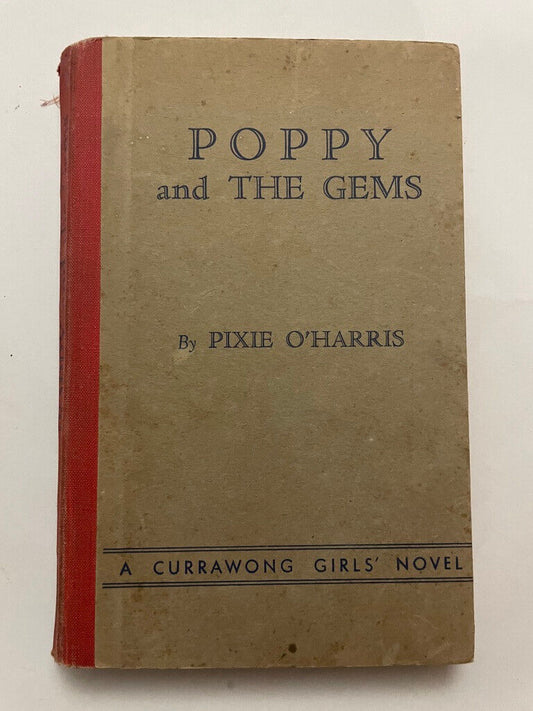 POPPY
and THE GEMS
By PIXIE O'HARRIS
A CURRAWONG GIRLS' NOVEL